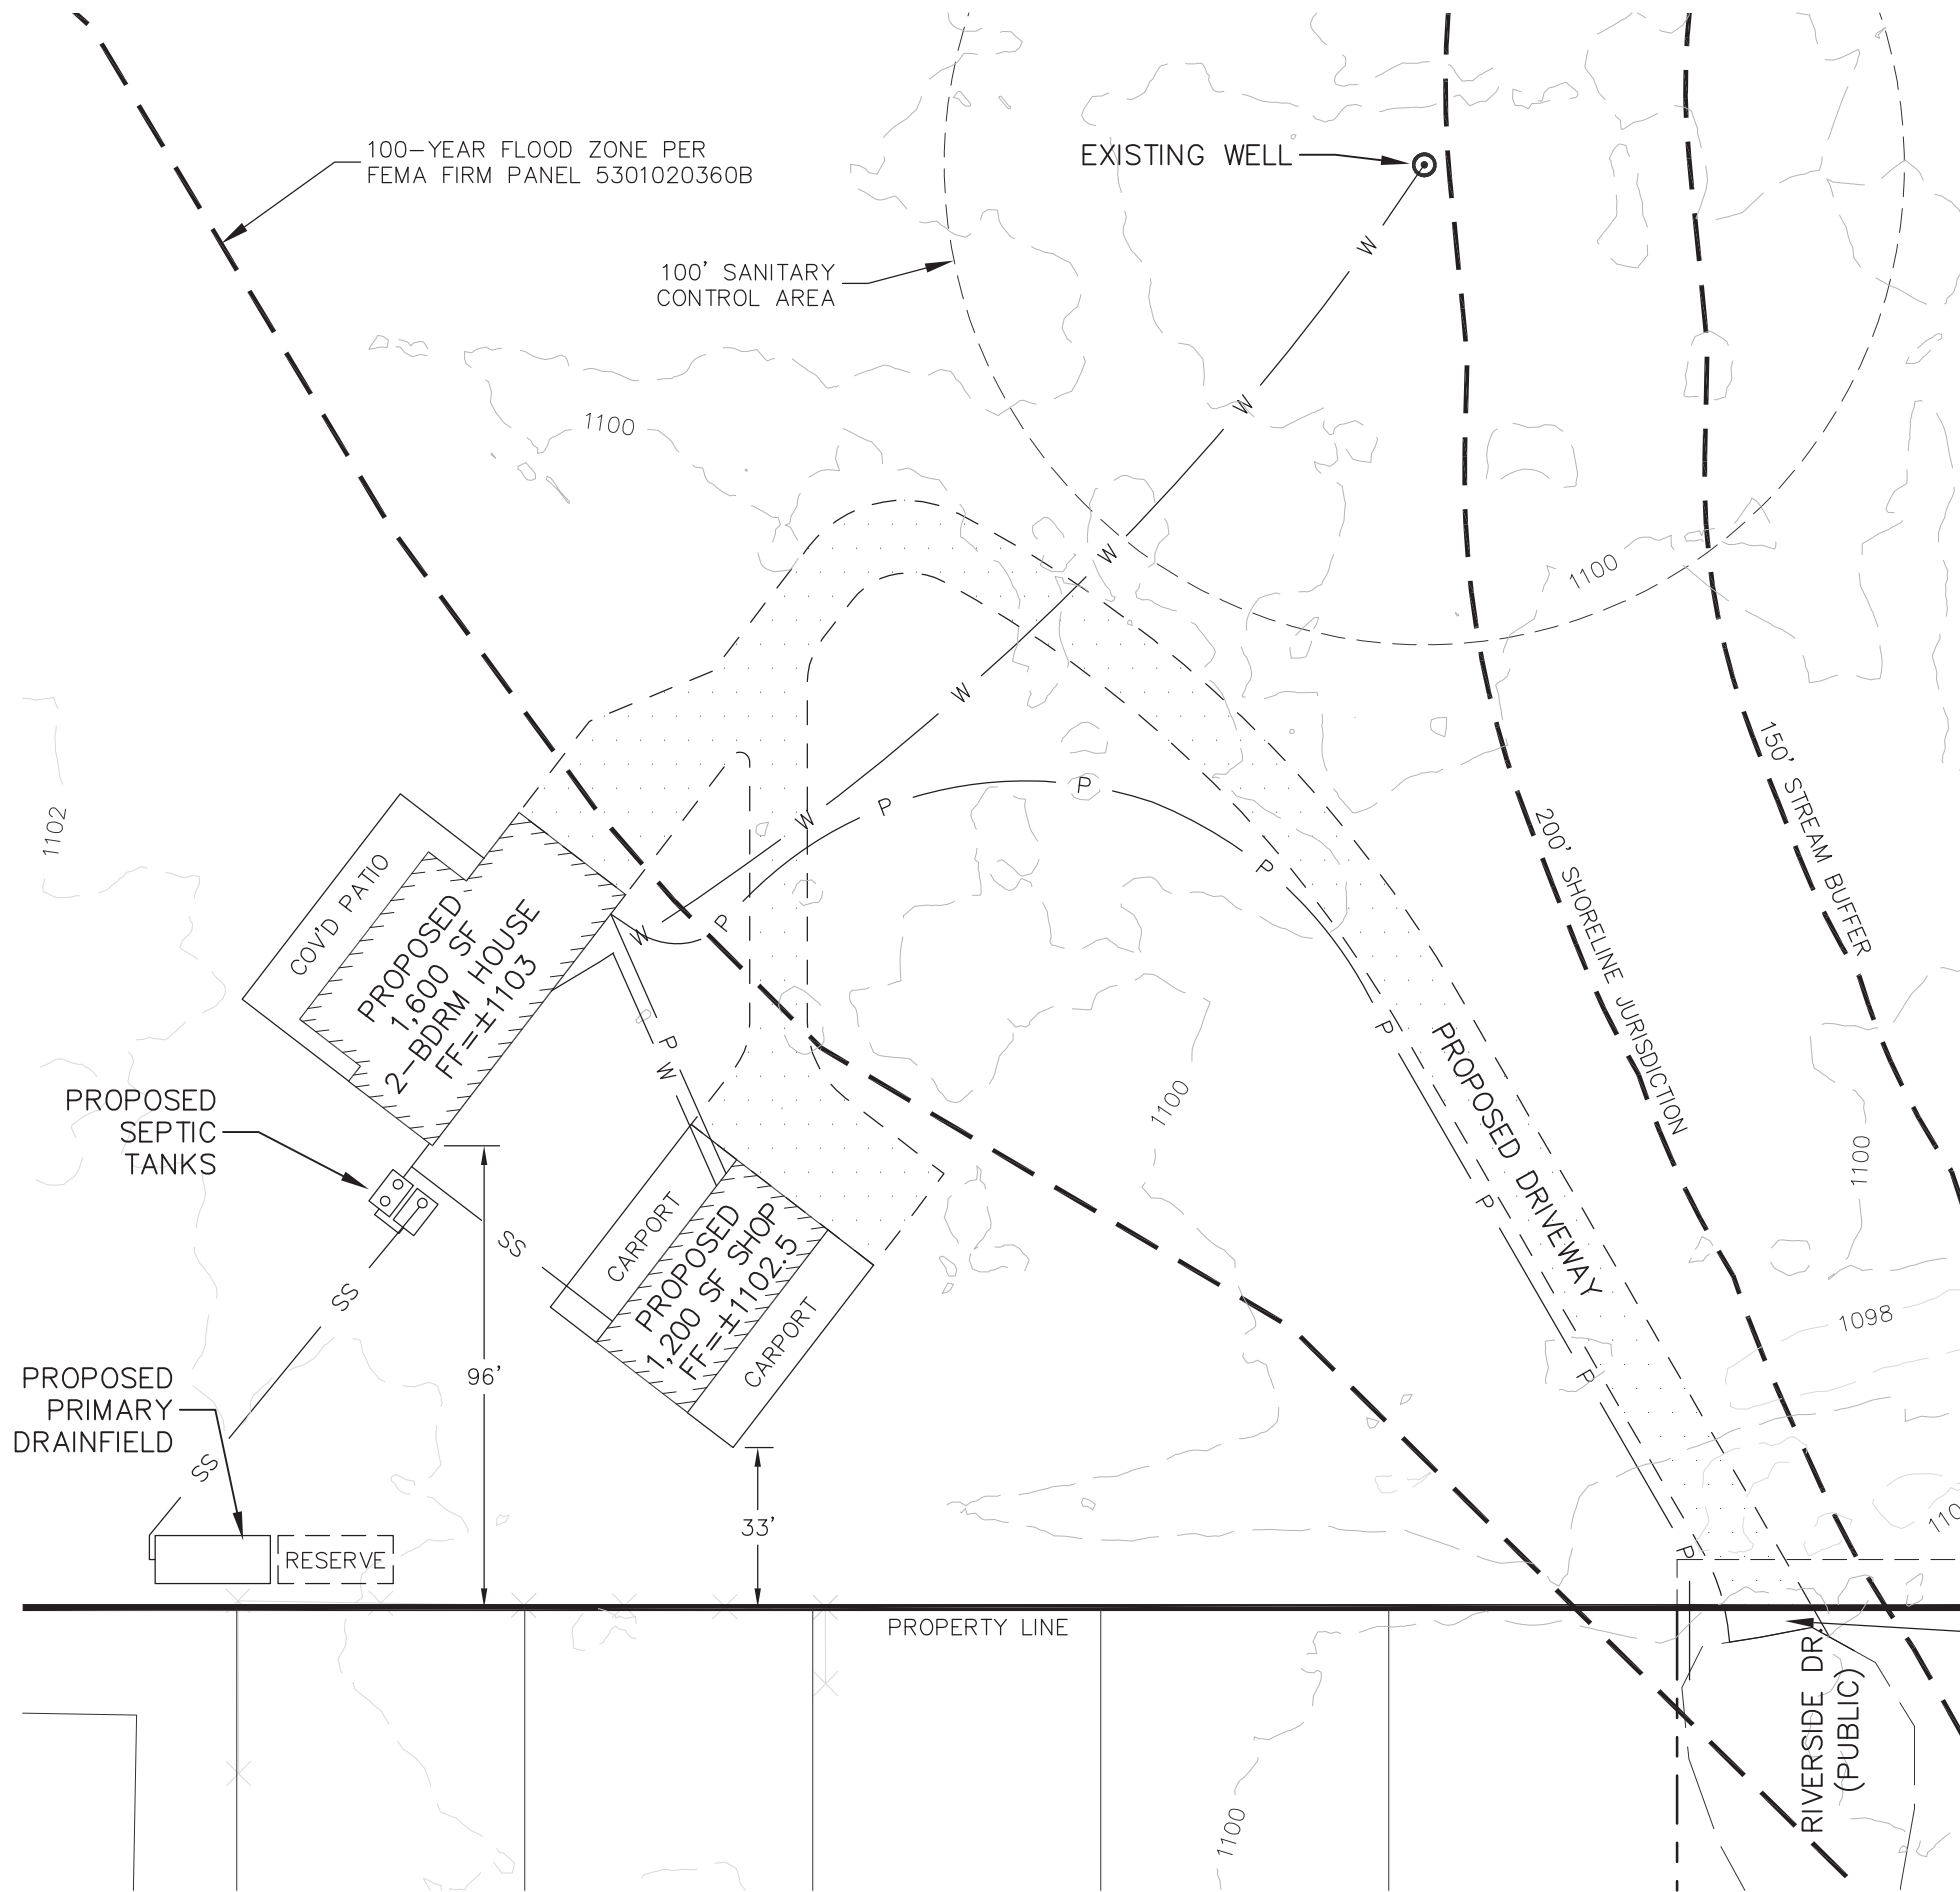 100-YEAR FLOOD ZONE PER
FEMA FIRM PANEL 5301020360B
EXISTING WELL
100' SANITARY
CONTROL AREA
W
W
1100
W
1100
W
150' STREAM BUFFER
200' SHORELINE JURISDICTION
1102
W
P
P
P
P
W
COV'D PATIO
PROPOSED
1,600 SF
2-BDRM HOUSE
FF=±1103
P
W
P
PROPOSED DRIVEWAY
1100
1100
PROPOSED
SEPTIC
TANKS
P
SS
CARPORT
PROPOSED
1,200 SF SHOP
FF=±1102.5
CARPORT
SS
1098
96'
P
PROPOSED
PRIMARY
DRAINFIELD
SS
33'
P
110
RESERVE
PROPERTY LINE
RIVERSIDE DR.
(PUBLIC)
1100